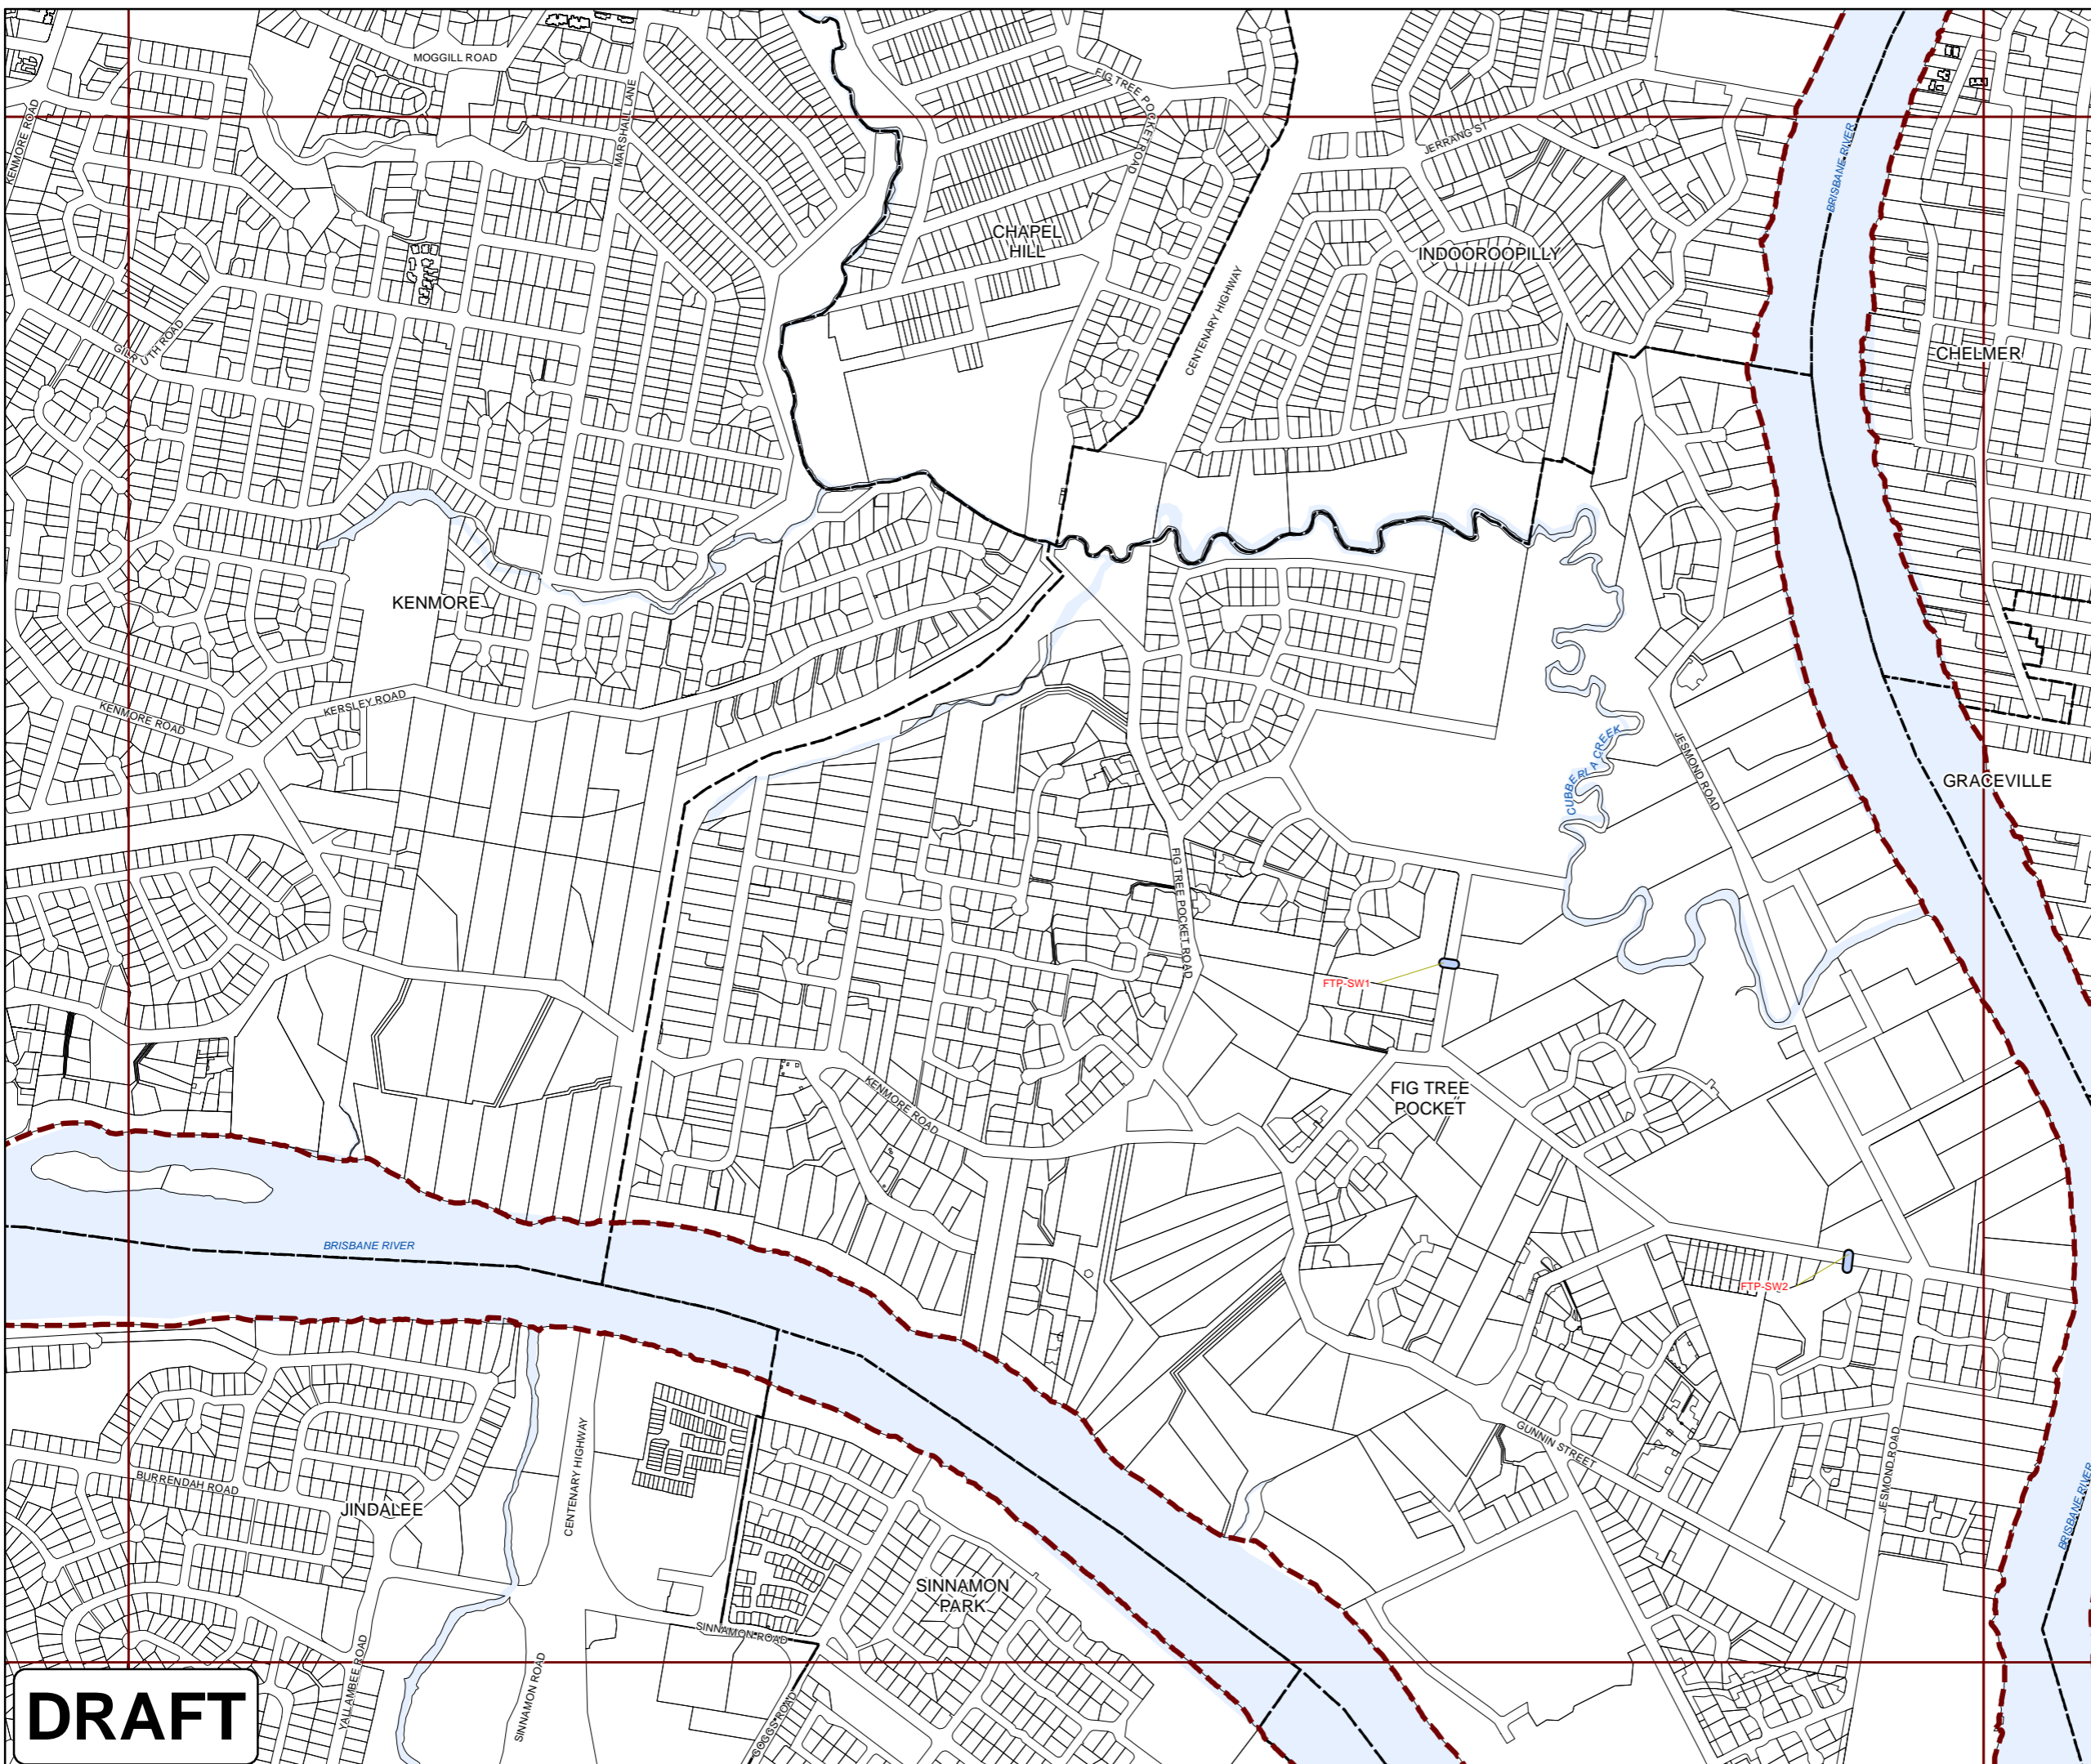 MOGGILL ROAD
FIG TREE POCKET ROAD
KENMORE ROAD
MARSHALL LANE
JERRANG ST
BRISBANE RIVER
CHAPEL
HILL
INDOOROOPILLY
CENTENARY HIGHWAY
GILRUTH ROAD
CHELMER
KENMORE
KERSLEY ROAD
KENMORE ROAD
CUBBERLA CREEK
JESMOND ROAD
GRACEVILLE
FIG TREE POCKET ROAD
FTP-SW1
KENMORE ROAD
FIG TREE
POCKET
BRISBANE RIVER
FTP-SW2
GUNNIN STREET
BURRENDAH ROAD
JINDALEE
CENTENARY HIGHWAY
JESMOND ROAD
BRISBANE RIVER
SINNAMON
PARK
SINNAMON ROAD
YALLAMBEE ROAD
SINNAMON ROAD
GOGGS ROAD
DRAFT